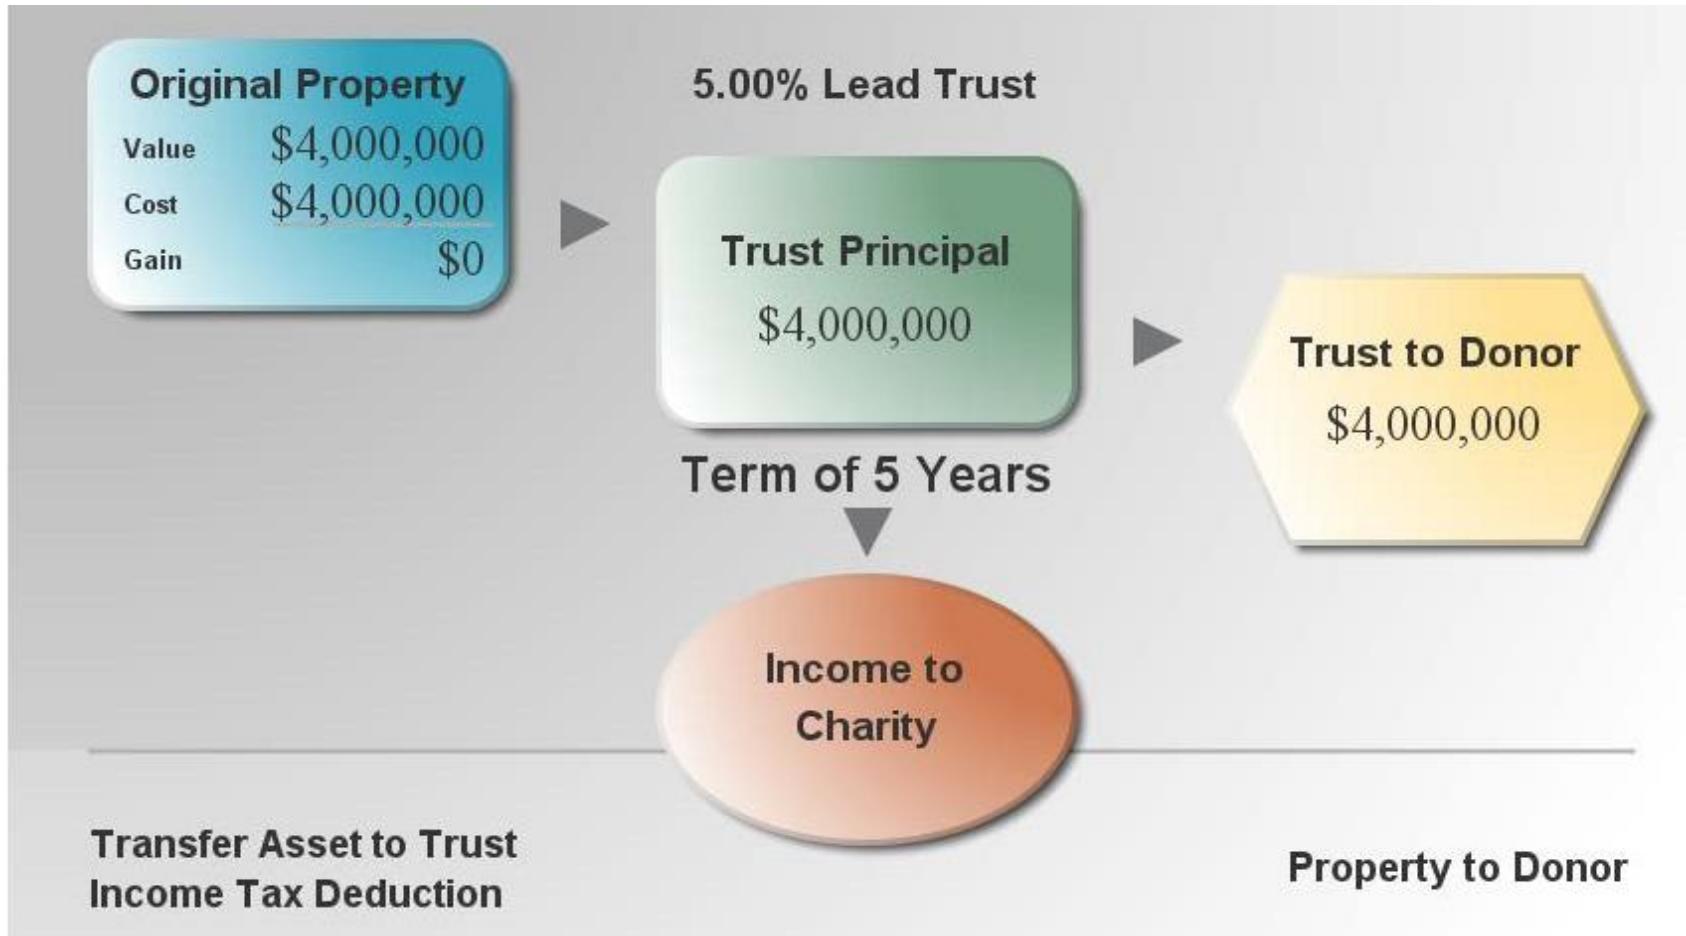 Original Property
Value $4,000,000
Cost $4,000,000
Gain $0
5.00% Lead Trust
Trust Principal
$4,000,000
Term of 5 Years
Trust to Donor
$4,000,000
Income to
Charity
Transfer Asset to Trust
Income Tax Deduction
Property to Donor